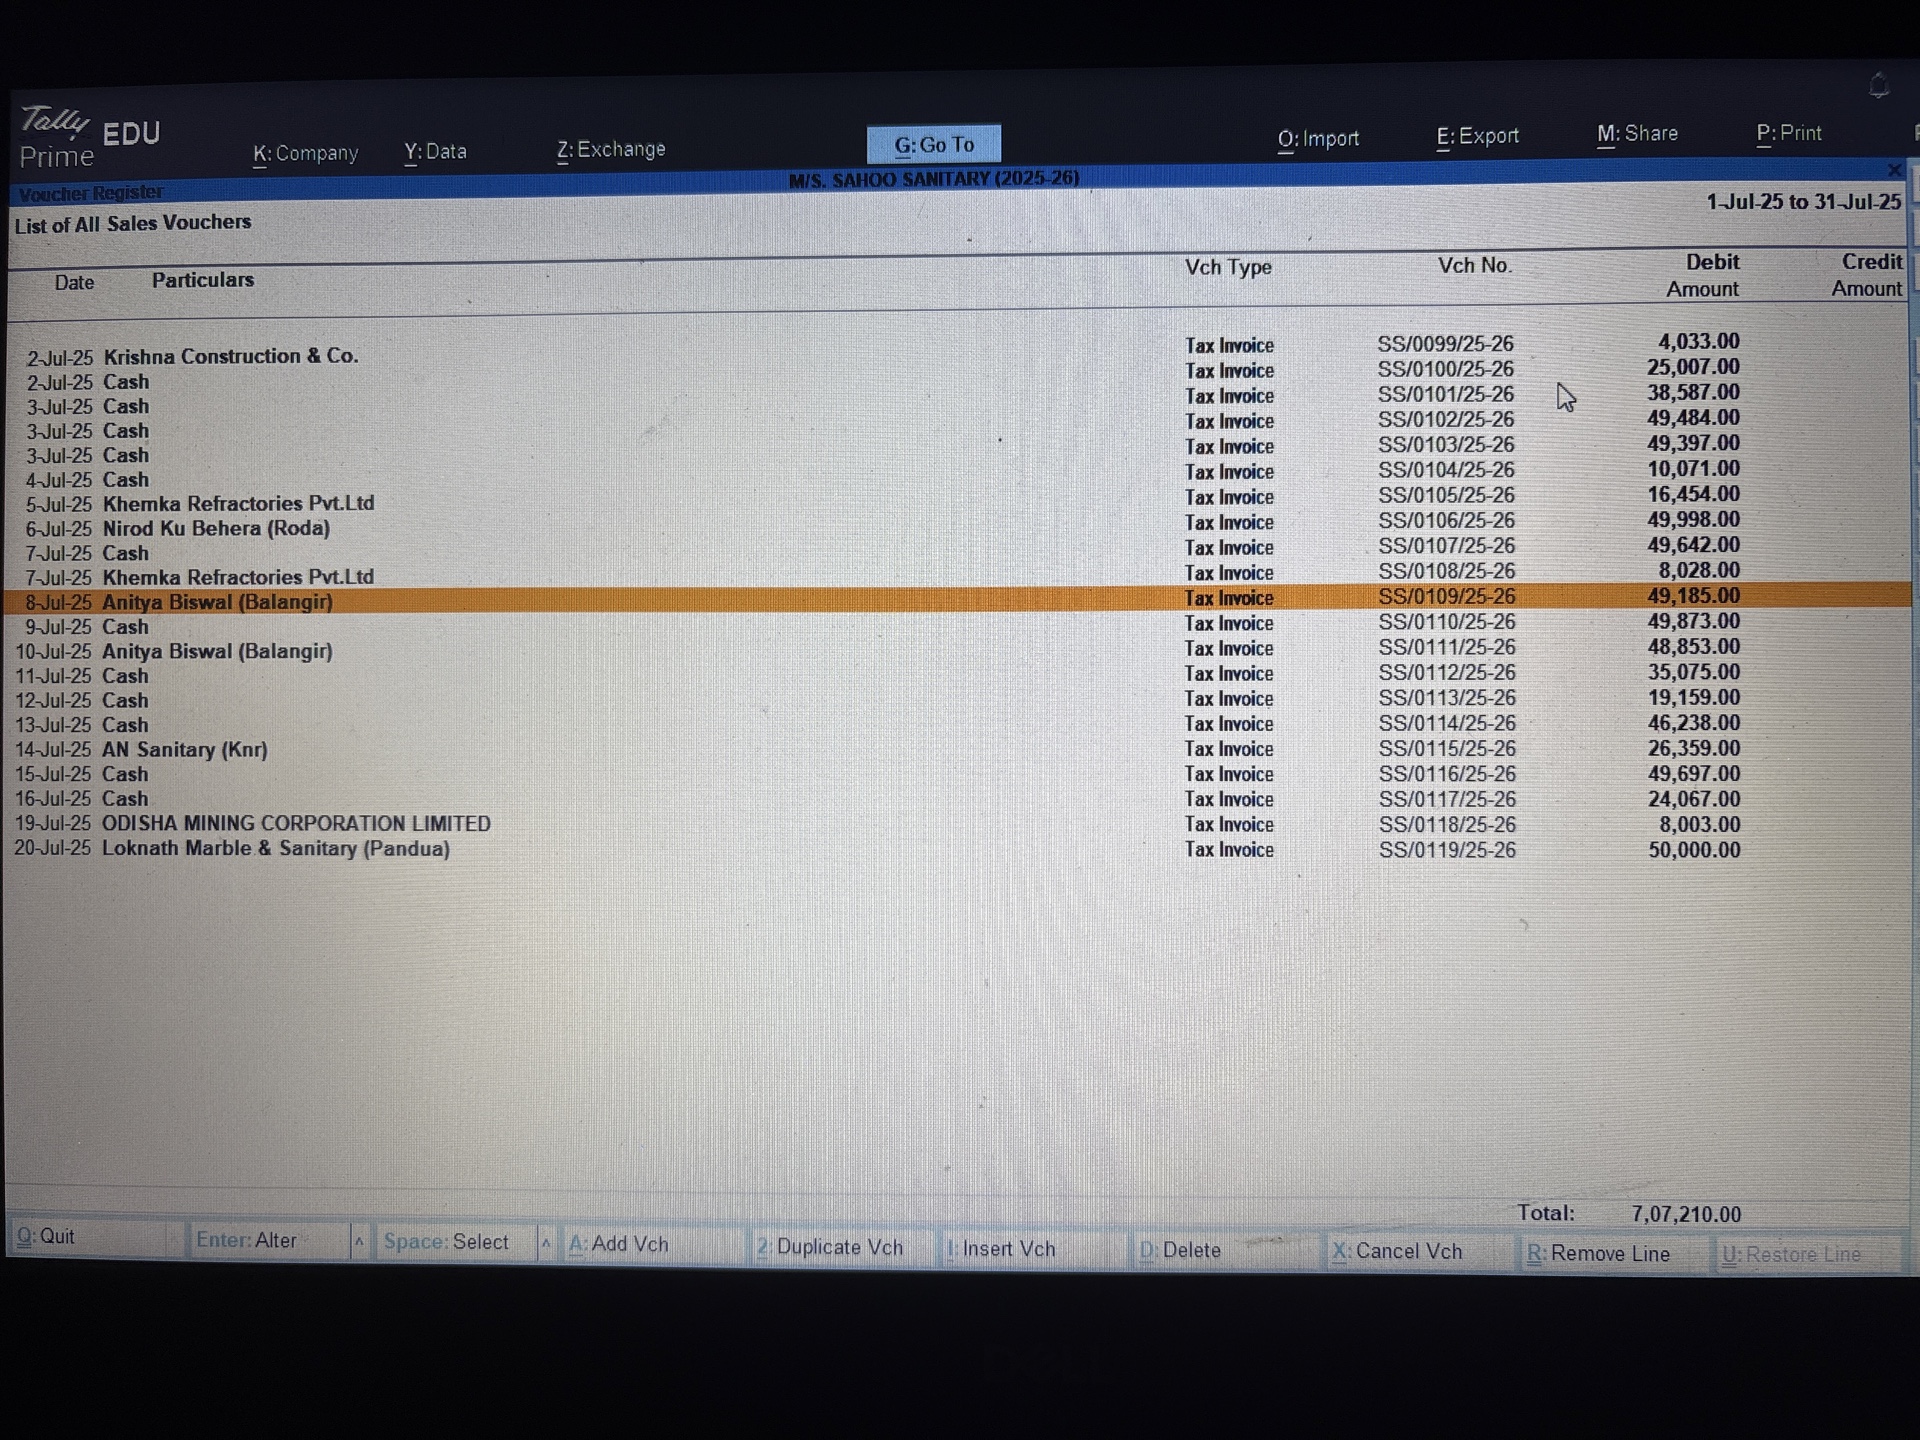 Tally
Prime EDU
K: Company Y: Data Z: Exchange G: Go To O: Import E: Export M: Share P: Print
Voucher Register M/S. SAHOO SANITARY (2025-26) ×
List of All Sales Vouchers 1-Jul-25 to 31-Jul-25
Date Particulars Vch Type Vch No. Debit Credit
Amount Amount
2-Jul-25 Krishna Construction & Co. Tax Invoice SS/0099/25-26 4,033.00
2-Jul-25 Cash Tax Invoice SS/0100/25-26 25,007.00
3-Jul-25 Cash Tax Invoice SS/0101/25-26 38,587.00
3-Jul-25 Cash Tax Invoice SS/0102/25-26 49,484.00
3-Jul-25 Cash Tax Invoice SS/0103/25-26 49,397.00
4-Jul-25 Cash Tax Invoice SS/0104/25-26 10,071.00
5-Jul-25 Khemka Refractories Pvt.Ltd Tax Invoice SS/0105/25-26 16,454.00
6-Jul-25 Nirod Ku Behera (Roda) Tax Invoice SS/0106/25-26 49,998.00
7-Jul-25 Cash Tax Invoice SS/0107/25-26 49,642.00
7-Jul-25 Khemka Refractories Pvt.Ltd Tax Invoice SS/0108/25-26 8,028.00
8-Jul-25 Anitya Biswal (Balangir) Tax Invoice SS/0109/25-26 49,185.00
9-Jul-25 Cash Tax Invoice SS/0110/25-26 49,873.00
10-Jul-25 Anitya Biswal (Balangir) Tax Invoice SS/0111/25-26 48,853.00
11-Jul-25 Cash Tax Invoice SS/0112/25-26 35,075.00
12-Jul-25 Cash Tax Invoice SS/0113/25-26 19,159.00
13-Jul-25 Cash Tax Invoice SS/0114/25-26 46,238.00
14-Jul-25 AN Sanitary (Knr) Tax Invoice SS/0115/25-26 26,359.00
15-Jul-25 Cash Tax Invoice SS/0116/25-26 49,697.00
16-Jul-25 Cash Tax Invoice SS/0117/25-26 24,067.00
19-Jul-25 ODISHA MINING CORPORATION LIMITED Tax Invoice SS/0118/25-26 8,003.00
20-Jul-25 Loknath Marble & Sanitary (Pandua) Tax Invoice SS/0119/25-26 50,000.00
Total: 7,07,210.00
Q: Quit Enter: Alter ^ Space: Select ^ A: Add Vch 2: Duplicate Vch I: Insert Vch D: Delete X: Cancel Vch R: Remove Line U: Restore Line